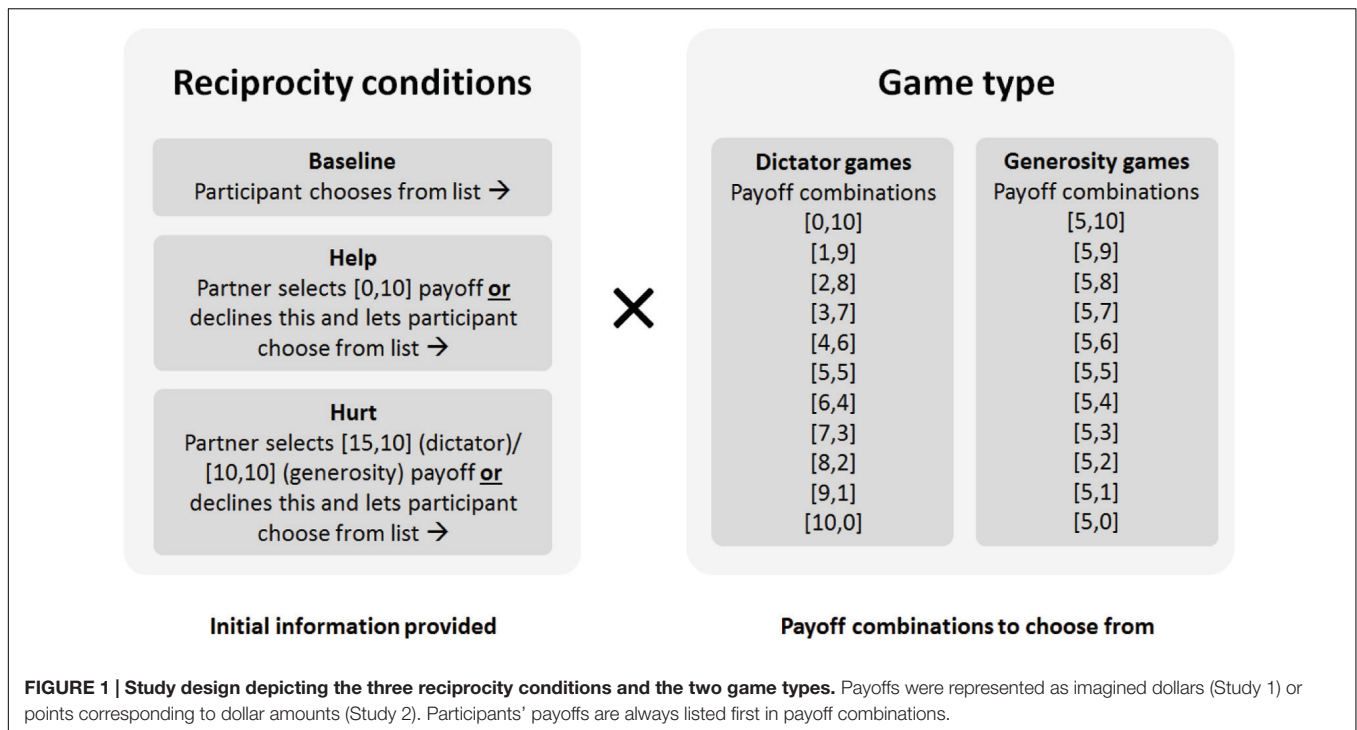 Reciprocity conditions
Baseline
Participant chooses from list →
Help
Partner selects [0,10] payoff or
declines this and lets participant
choose from list →
Hurt
Partner selects [15,10] (dictator)/
[10,10] (generosity) payoff or
declines this and lets participant
choose from list →
Initial information provided
×
Game type
Dictator games
Payoff combinations
[0,10]
[1,9]
[2,8]
[3,7]
[4,6]
[5,5]
[6,4]
[7,3]
[8,2]
[9,1]
[10,0]
Generosity games
Payoff combinations
[5,10]
[5,9]
[5,8]
[5,7]
[5,6]
[5,5]
[5,4]
[5,3]
[5,2]
[5,1]
[5,0]
Payoff combinations to choose from
FIGURE 1 | Study design depicting the three reciprocity conditions and the two game types. Payoffs were represented as imagined dollars (Study 1) or
points corresponding to dollar amounts (Study 2). Participants' payoffs are always listed first in payoff combinations.